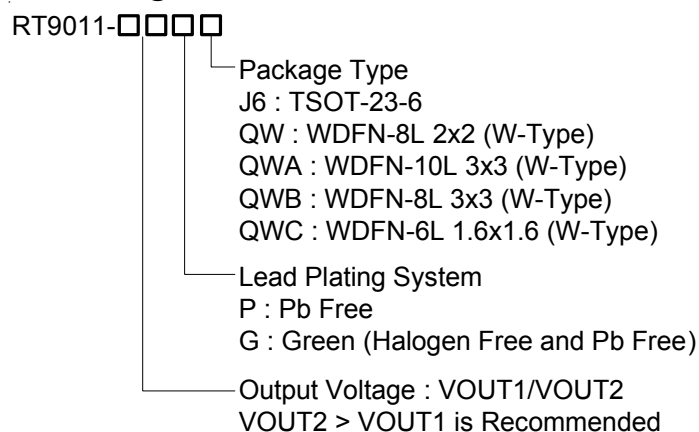 RT9011-□□□□
Package Type
J6 : TSOT-23-6
QW : WDFN-8L 2x2 (W-Type)
QWA : WDFN-10L 3x3 (W-Type)
QWB : WDFN-8L 3x3 (W-Type)
QWC : WDFN-6L 1.6x1.6 (W-Type)
Lead Plating System
P : Pb Free
G : Green (Halogen Free and Pb Free)
Output Voltage : VOUT1/VOUT2
VOUT2 > VOUT1 is Recommended